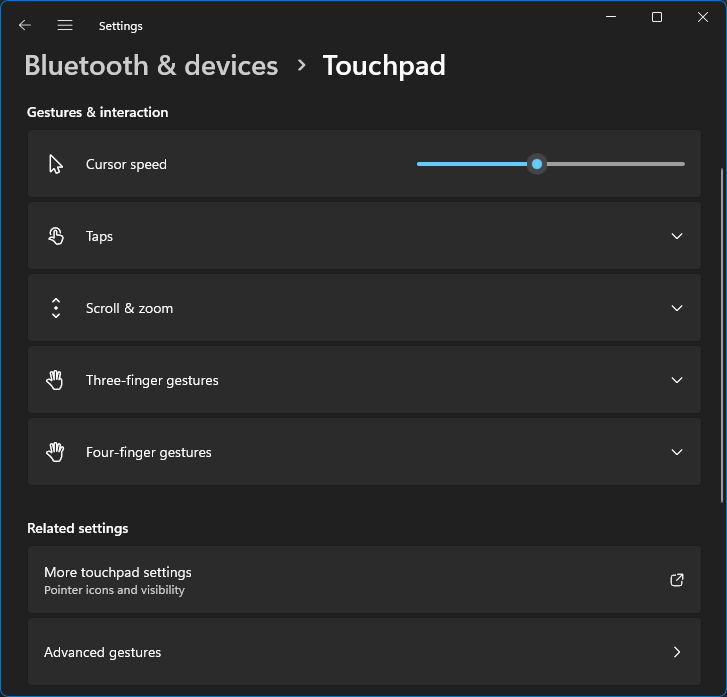 Settings
Bluetooth & devices > Touchpad
Gestures & interaction
Cursor speed
Taps
Scroll & zoom
Three-finger gestures
Four-finger gestures
Related settings
More touchpad settings
Pointer icons and visibility
Advanced gestures